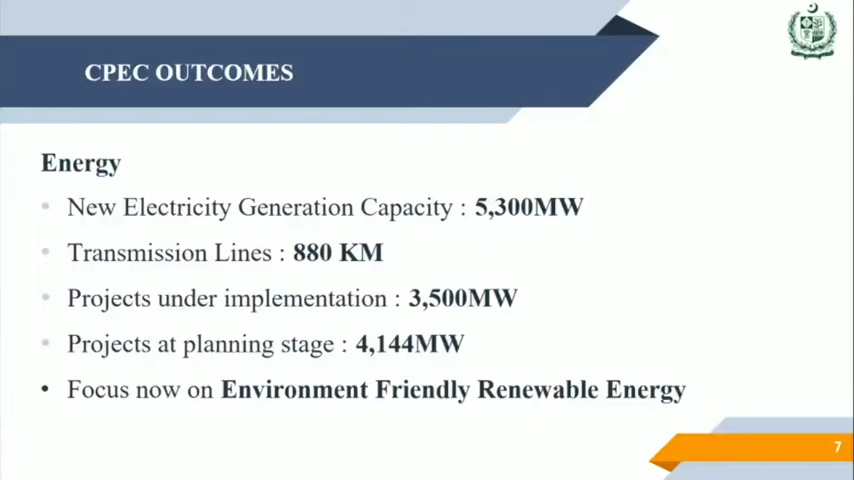 CPEC OUTCOMES
Energy
• New Electricity Generation Capacity : 5,300MW
• Transmission Lines : 880 KM
• Projects under implementation : 3,500MW
• Projects at planning stage : 4,144MW
• Focus now on Environment Friendly Renewable Energy
7